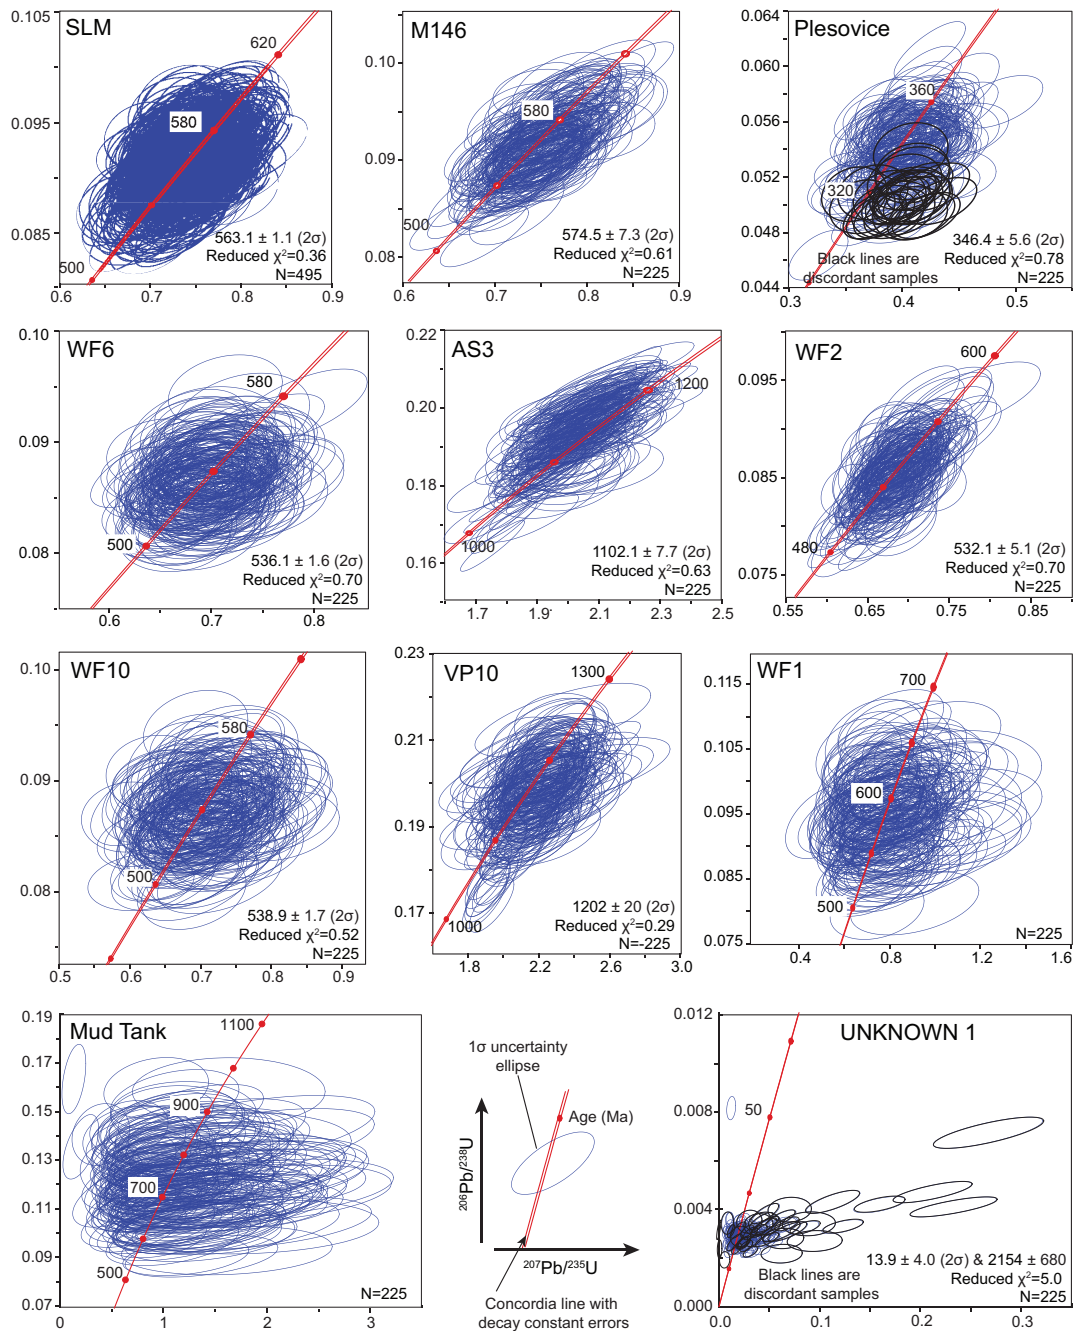 SLM
0.105
0.095
0.085
620
580
500
563.1 ± 1.1 (2σ)
Reduced χ²=0.36
N=495
0.6
0.7
0.8
0.9
M146
0.10
0.09
0.08
580
500
574.5 ± 7.3 (2σ)
Reduced χ²=0.61
N=225
0.6
0.7
0.8
0.9
Plesovice
0.064
0.060
0.056
0.052
0.048
0.044
360
320
346.4 ± 5.6 (2σ)
Black lines are
discordant samples
Reduced χ²=0.78
N=225
0.3
0.4
0.5
WF6
0.10
0.09
0.08
580
500
536.1 ± 1.6 (2σ)
Reduced χ²=0.70
N=225
0.6
0.7
0.8
AS3
0.22
0.20
0.18
0.16
1200
1000
1102.1 ± 7.7 (2σ)
Reduced χ²=0.63
N=225
1.7
1.9
2.1
2.3
2.5
WF2
0.095
0.085
0.075
600
480
532.1 ± 5.1 (2σ)
Reduced χ²=0.70
N=225
0.55
0.65
0.75
0.85
WF10
0.10
0.09
0.08
580
500
538.9 ± 1.7 (2σ)
Reduced χ²=0.52
N=225
0.5
0.6
0.7
0.8
0.9
VP10
0.23
0.21
0.19
0.17
1300
1000
1202 ± 20 (2σ)
Reduced χ²=0.29
N=-225
1.8
2.2
2.6
3.0
WF1
0.115
0.105
0.095
0.085
0.075
700
600
500
N=225
0.4
0.8
1.2
1.6
Mud Tank
0.19
0.17
0.15
0.13
0.11
0.09
0.07
1100
900
700
500
N=225
0
1
2
3
1σ uncertainty
ellipse
Age (Ma)
²⁰⁶Pb/²³⁸U
²⁰⁷Pb/²³⁵U
Concordia line with
decay constant errors
UNKNOWN 1
0.012
0.008
0.004
0.000
50
13.9 ± 4.0 (2σ) & 2154 ± 680
Black lines are
discordant samples
Reduced χ²=5.0
N=225
0.0
0.1
0.2
0.3